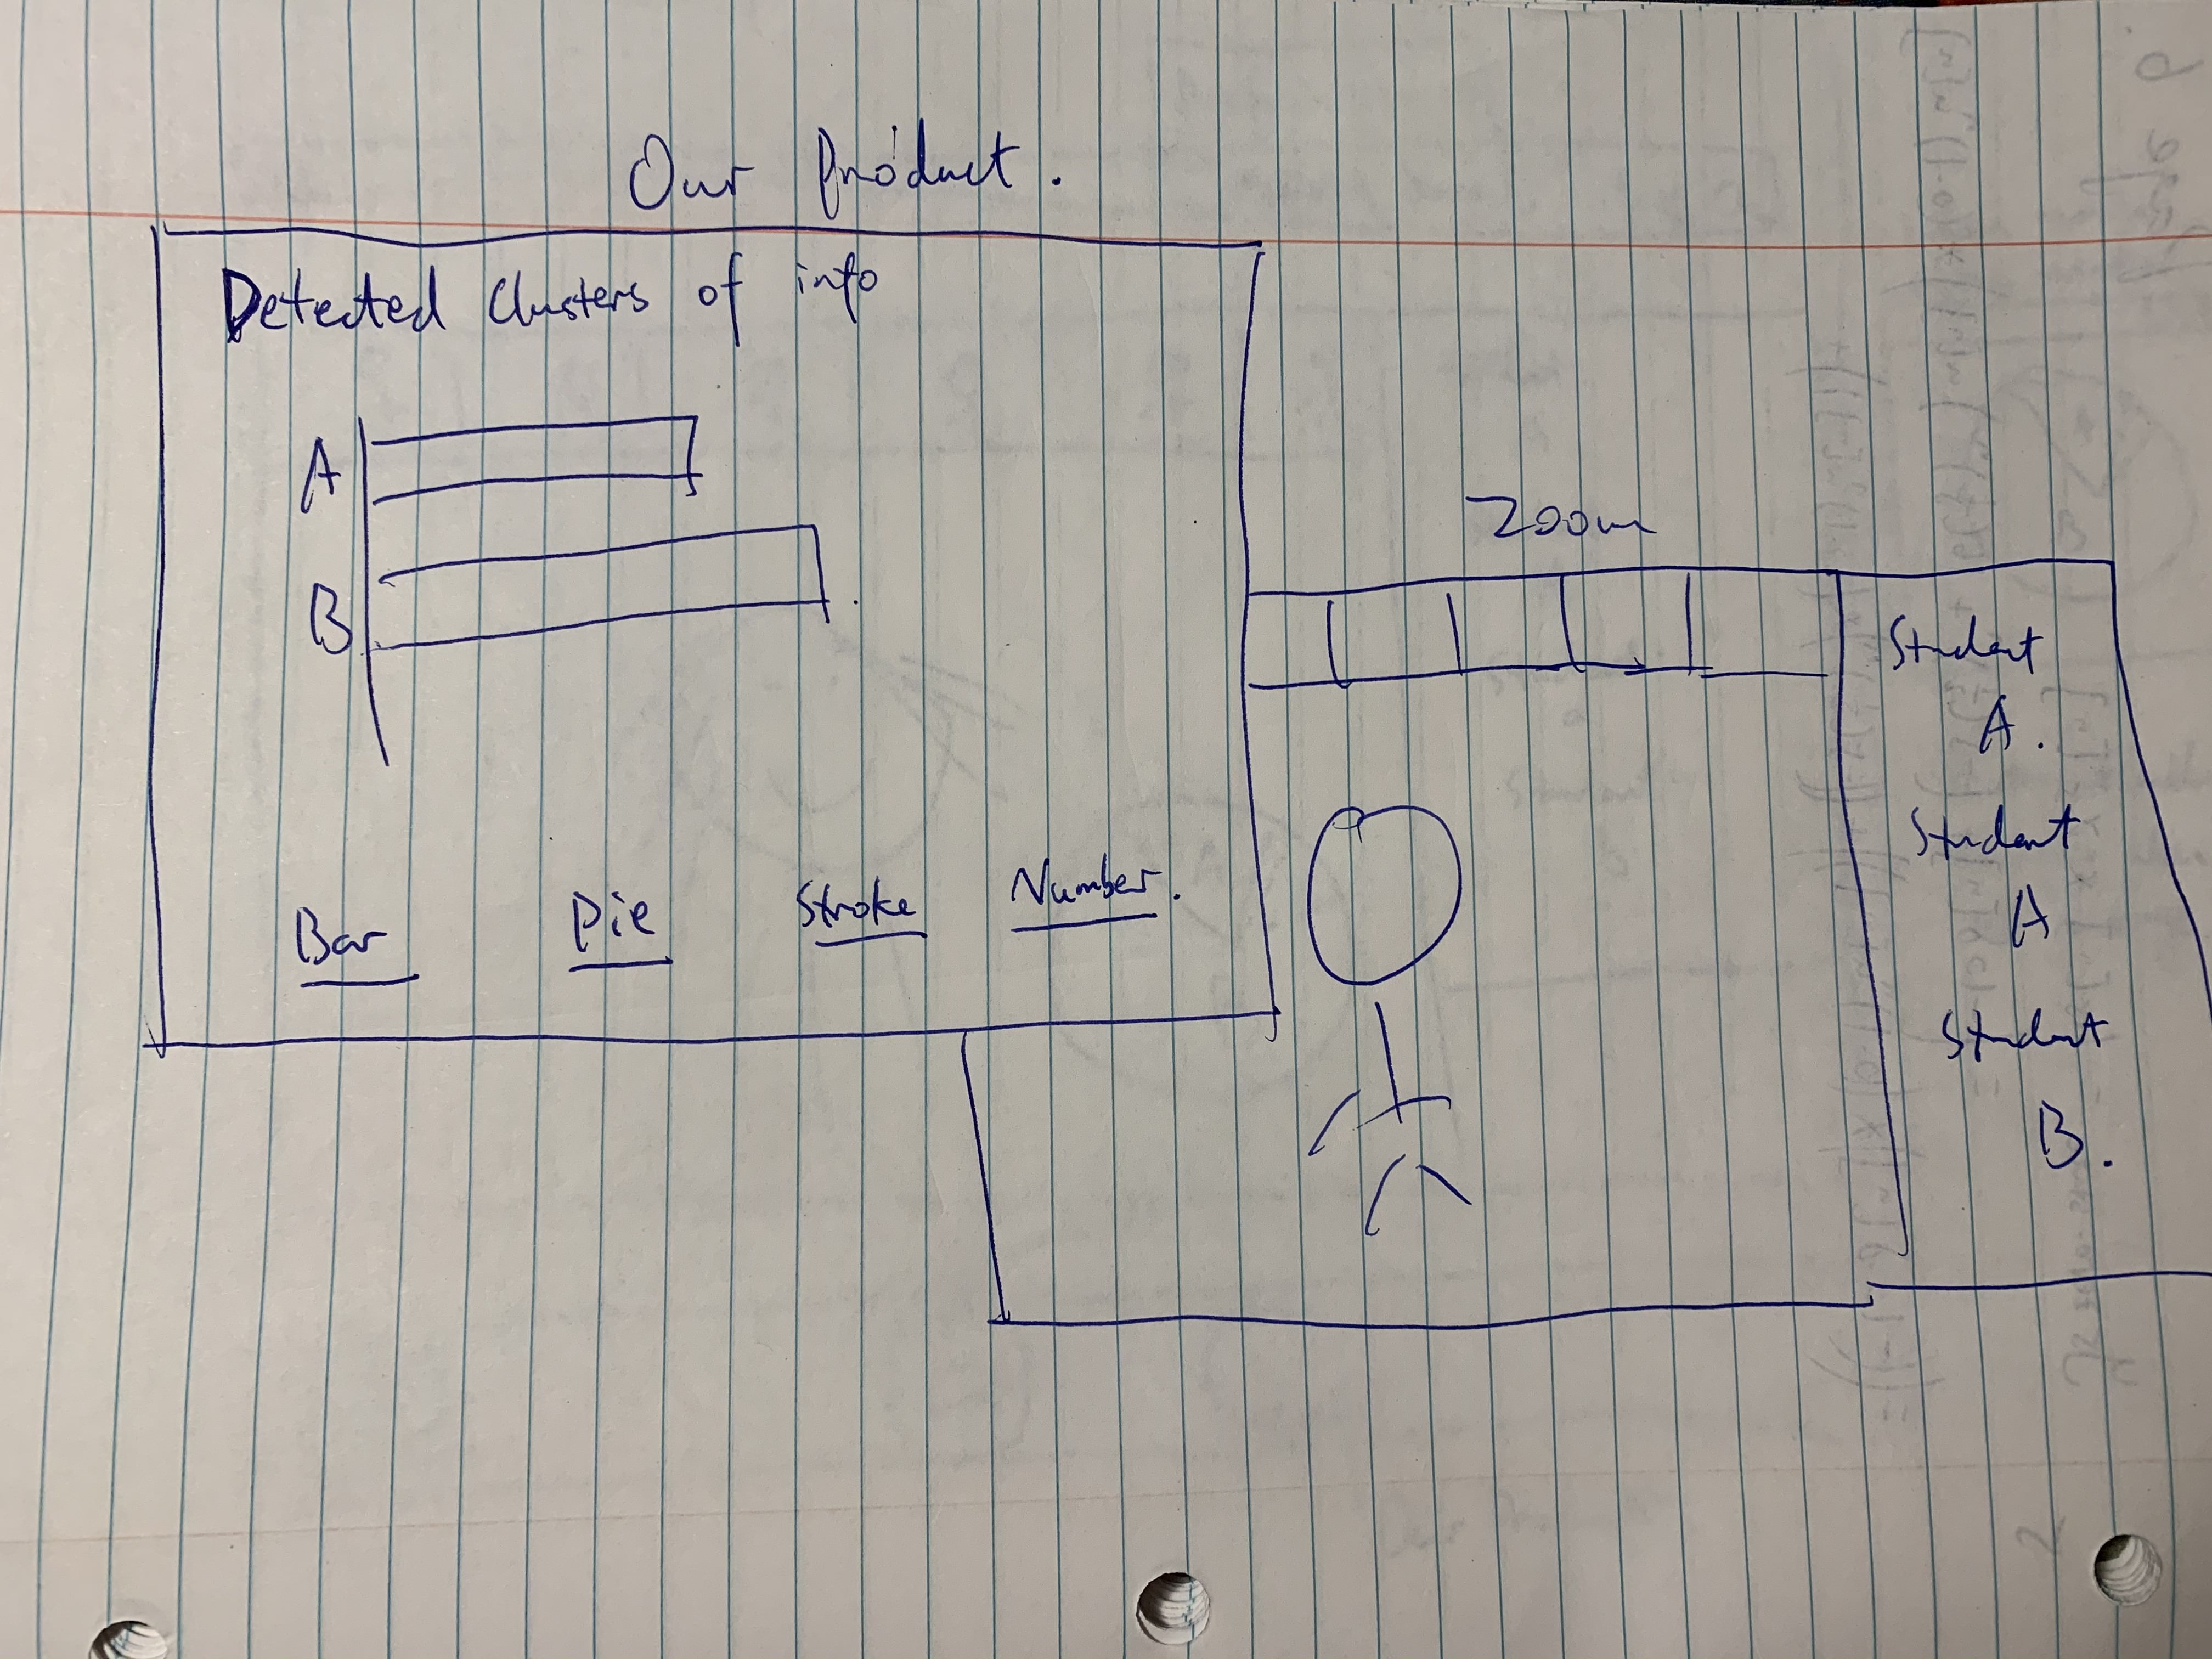 Our Product.
Detected Clusters of info
A
B
Bar Pie Stroke Number.
Zoom
Student
A.
Student
A
Student
B.